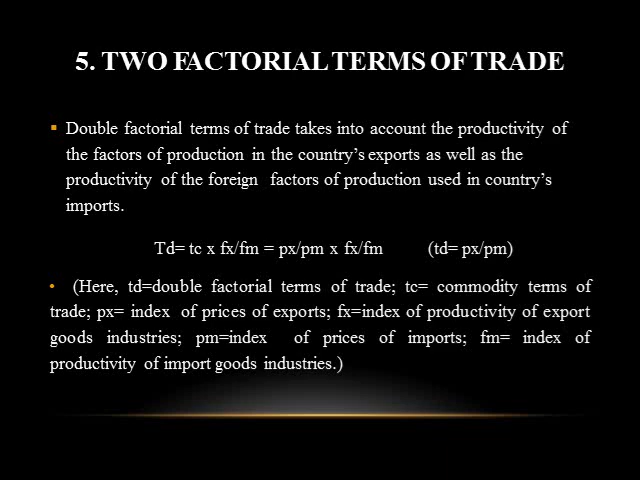 5. TWO FACTORIAL TERMS OF TRADE
▪ Double factorial terms of trade takes into account the productivity of
the factors of production in the country’s exports as well as the
productivity of the foreign factors of production used in country’s
imports.
Td= tc x fx/fm = px/pm x fx/fm (td= px/pm)
• (Here, td=double factorial terms of trade; tc= commodity terms of
trade; px= index of prices of exports; fx=index of productivity of export
goods industries; pm=index of prices of imports; fm= index of
productivity of import goods industries.)